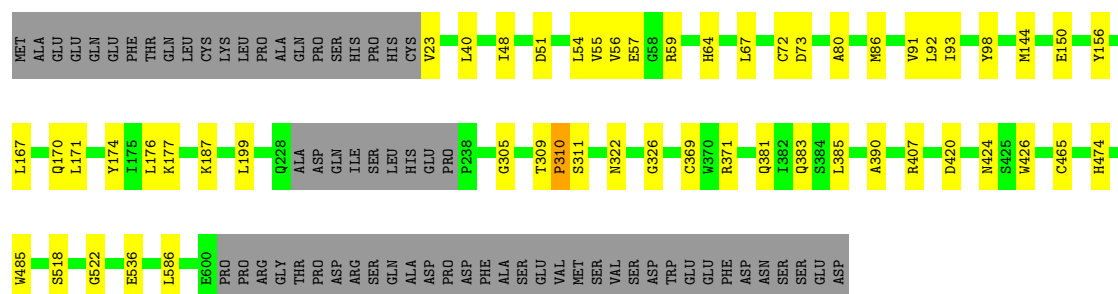 MET ALA GLU GLU GLN GLU PHE THR GLN LEU CYS LYS LEU PRO ALA GLN PRO SER HIS PRO HIS CYS V23 L40 I48 D51 L54 V55 V56 E57 G58 R59 H64 L67 C72 D73 A80 M86 V91 L92 I93 Y98 M144 E150 Y156
L167 Q170 L171 Y174 I175 L176 K177 K187 L199 Q228 ALA ASP GLN ILE SER LEU HIS GLU PRO P238 G305 T309 P310 S311 N322 G326 C369 W370 R371 Q381 I382 Q383 S384 L385 A390 R407 D420 N424 S425 W426 C465 H474
W485 S518 G522 E536 L586 E600 PRO PRO ARG GLY THR PRO ASP ARG SER GLN ALA ASP PRO ASP PHE ALA SER GLU VAL MET SER VAL SER ASP TRP GLU GLU PHE ASP ASN SER SER GLU ASP